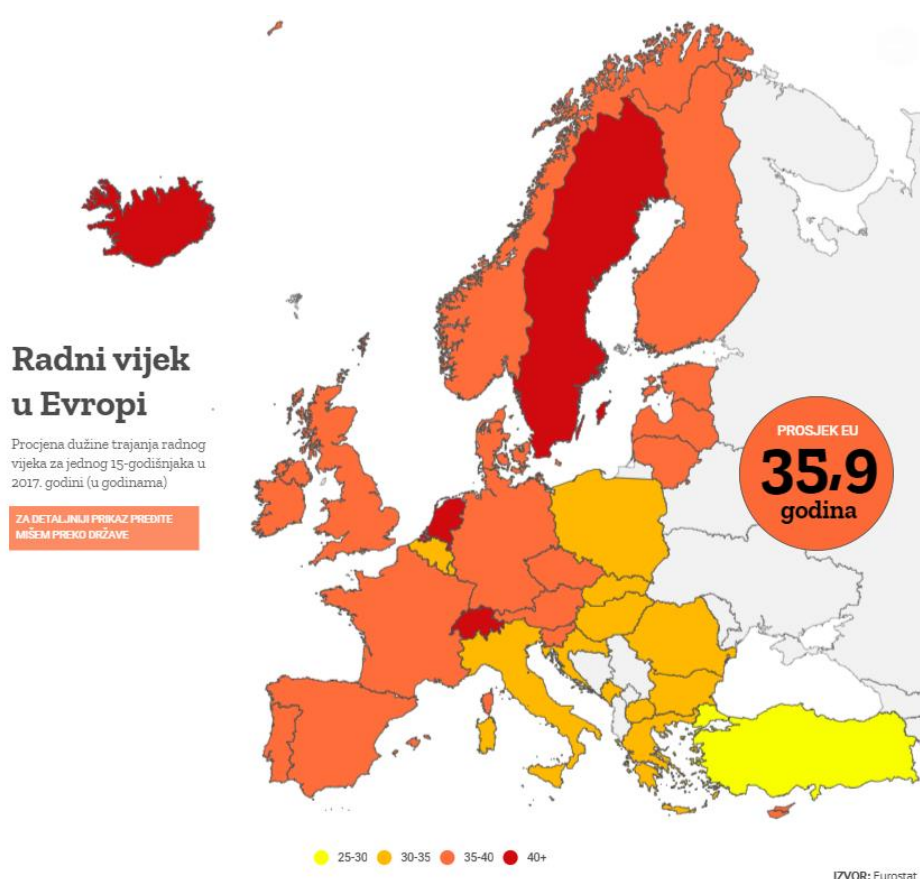 Radni vijek
u Evropi
Procjena dužine trajanja radnog
vijeka za jednog 15-godišnjaka u
2017. godini (u godinama)
ZA DETALJNIJI PRIKAZ PREĐITE
MIŠEM PREKO DRŽAVE
PROSJEK EU
35,9
godina
25-30 30-35 35-40 40+
IZVOR: Eurostat